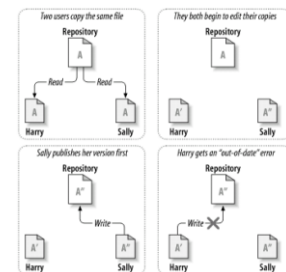 Two users copy the same file
Repository
A
Read
Read
A
A
Harry
Sally
They both begin to edit their copies
Repository
A
A'
A"
Harry
Sally
Sally publishes her version first
Repository
A"
Write
A'
A"
Harry
Sally
Harry gets an "out-of-date" error
Repository
A"
Write
A'
A"
Harry
Sally